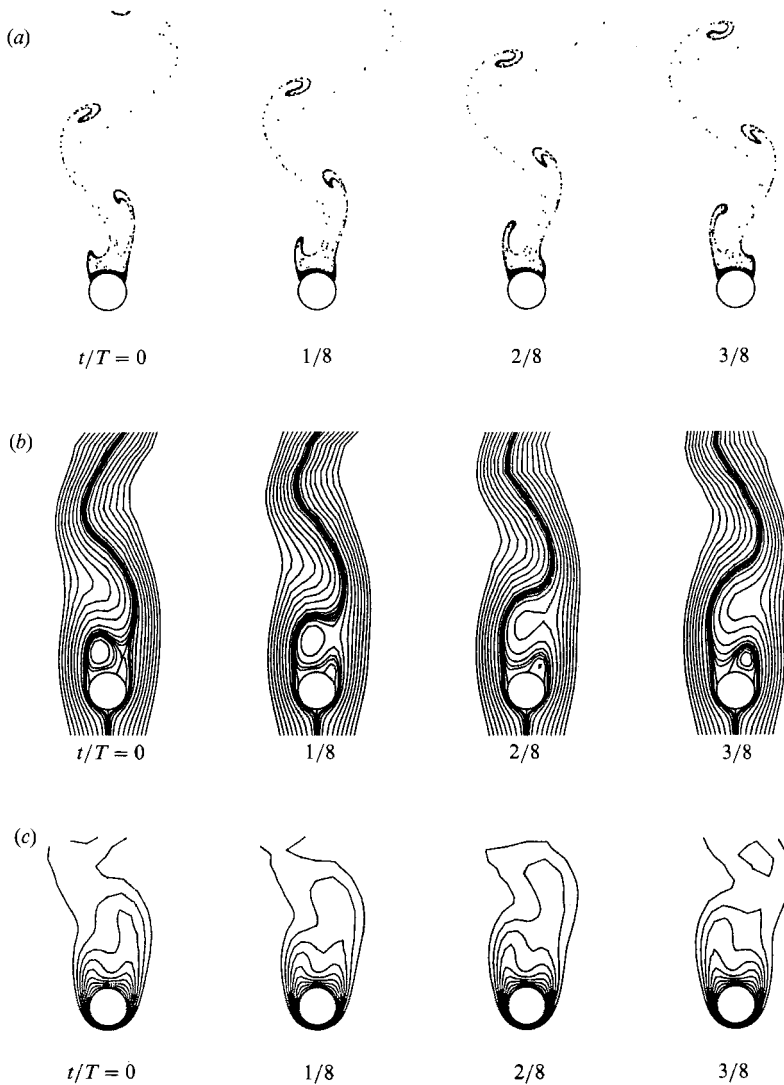 (a)
t/T = 0 1/8 2/8 3/8
(b)
t/T = 0 1/8 2/8 3/8
(c)
t/T = 0 1/8 2/8 3/8